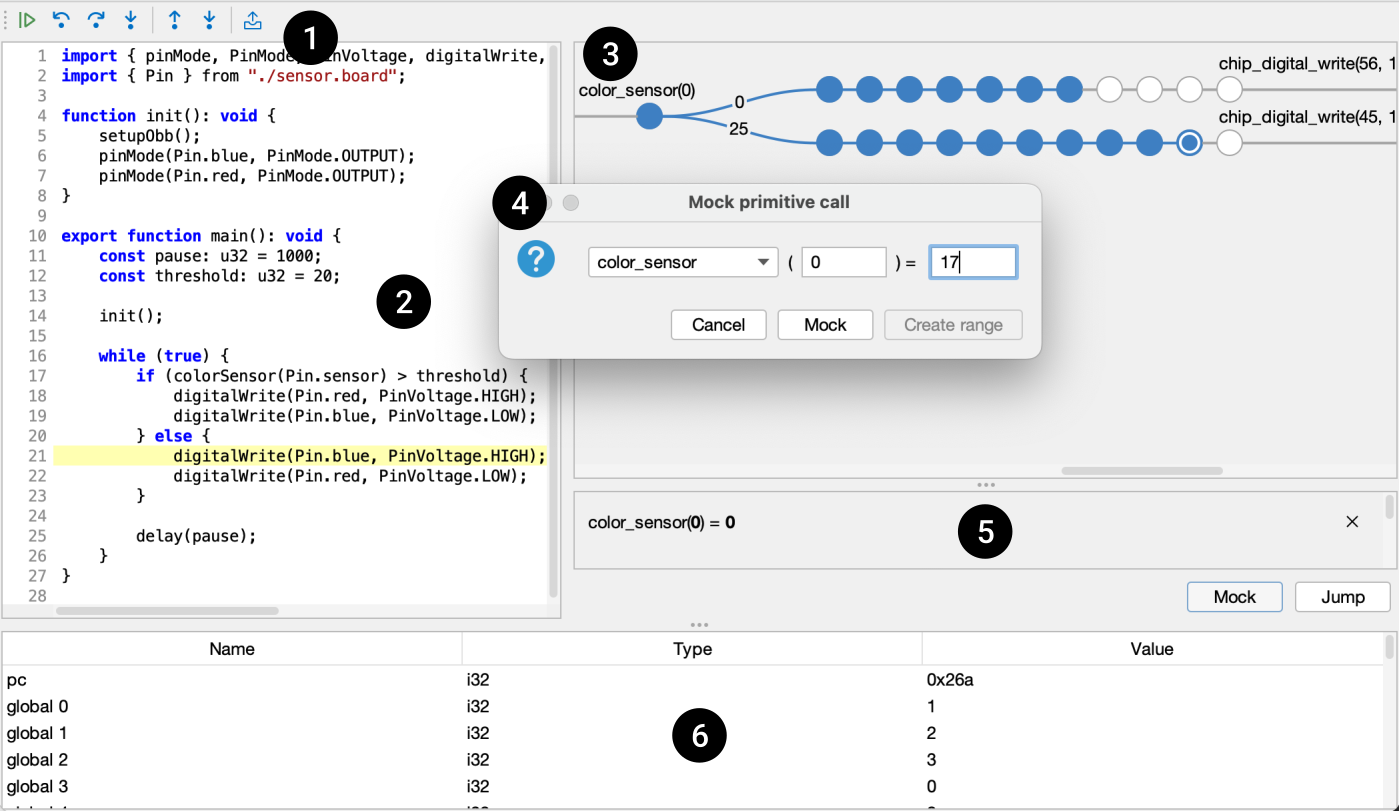 1
1 import { pinMode, PinMode, PinVoltage, digitalWrite,
2 import { Pin } from "./sensor.board";
3
4 function init(): void {
5 setupObb();
6 pinMode(Pin.blue, PinMode.OUTPUT);
7 pinMode(Pin.red, PinMode.OUTPUT);
8 }
9
10 export function main(): void {
11 const pause: u32 = 1000;
12 const threshold: u32 = 20;
13
14 init();
15
16 while (true) {
17 if (colorSensor(Pin.sensor) > threshold) {
18 digitalWrite(Pin.red, PinVoltage.HIGH);
19 digitalWrite(Pin.blue, PinVoltage.LOW);
20 } else {
21 digitalWrite(Pin.blue, PinVoltage.HIGH);
22 digitalWrite(Pin.red, PinVoltage.LOW);
23 }
24
25 delay(pause);
26 }
27 }
28
2
3
color_sensor(0)
0
25
chip_digital_write(56, 1
chip_digital_write(45, 1
4
Mock primitive call
?
color_sensor ( 0 ) = 17
Cancel Mock Create range
color_sensor(0) = 0
5
Mock Jump
Name Type Value
pc i32 0x26a
global 0 i32 1
global 1 i32 2
global 2 i32 3
global 3 i32 0
6